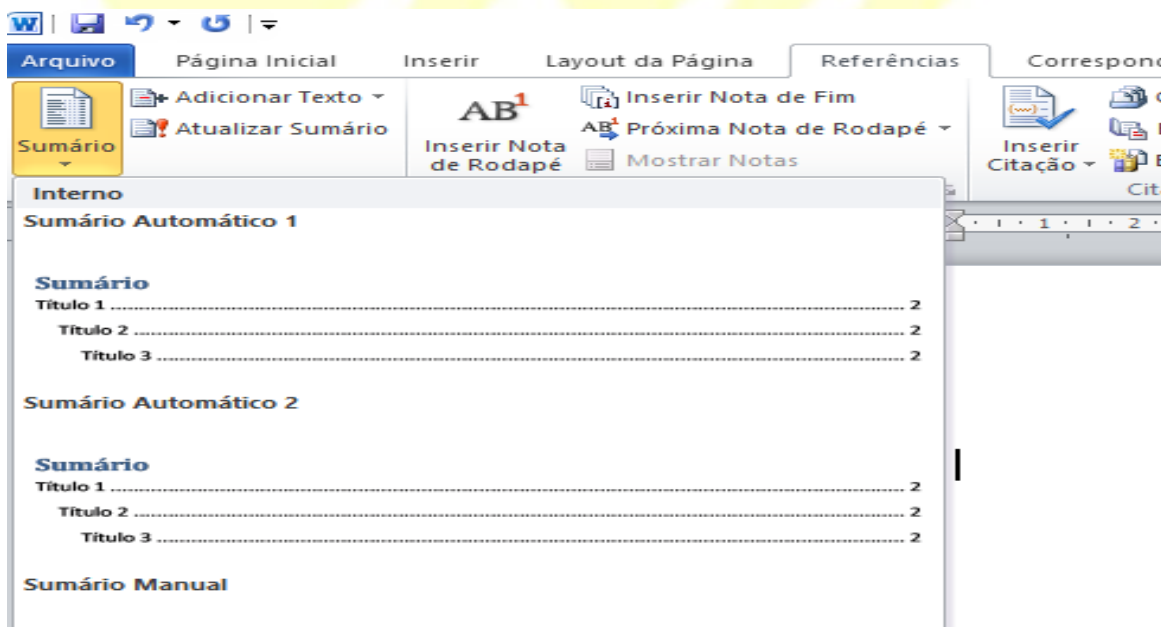 W
Arquivo Página Inicial Inserir Layout da Página Referências
Sumário
Adicionar Texto
Atualizar Sumário
AB1
Inserir Nota
de Rodapé
Inserir Nota de Fim
AB1 Próxima Nota de Rodapé
Mostrar Notas
Inserir
Citação
Interno
1 2
Sumário Automático 1
Sumário
Título 1 2
Título 2 2
Título 3 2
Sumário Automático 2
Sumário
Título 1 2
Título 2 2
Título 3 2
Sumário Manual